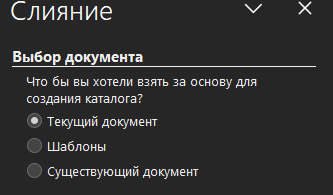 Слияние
Выбор документа
Что бы вы хотели взять за основу для
создания каталога?
Текущий документ
Шаблоны
Существующий документ